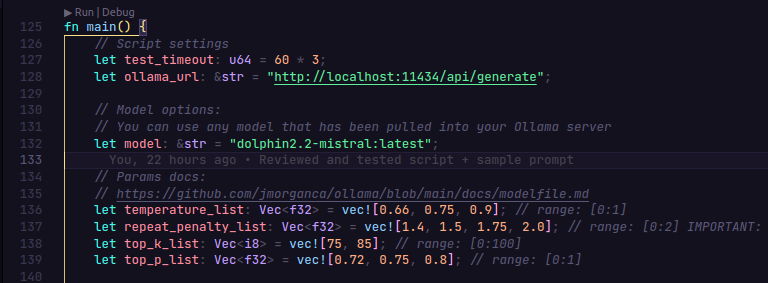 ▶ Run | Debug
125 fn main() {
126 // Script settings
127 let test_timeout: u64 = 60 * 3;
128 let ollama_url: &str = "http://localhost:11434/api/generate";
129
130 // Model options:
131 // You can use any model that has been pulled into your Ollama server
132 let model: &str = "dolphin2.2-mistral:latest";
133 You, 22 hours ago • Reviewed and tested script + sample prompt
134 // Params docs:
135 // https://github.com/jmorganca/ollama/blob/main/docs/modelfile.md
136 let temperature_list: Vec<f32> = vec![0.66, 0.75, 0.9]; // range: [0:1]
137 let repeat_penalty_list: Vec<f32> = vec![1.4, 1.5, 1.75, 2.0]; // range: [0:2] IMPORTANT:
138 let top_k_list: Vec<i8> = vec![75, 85]; // range: [0:100]
139 let top_p_list: Vec<f32> = vec![0.72, 0.75, 0.8]; // range: [0:1]
140